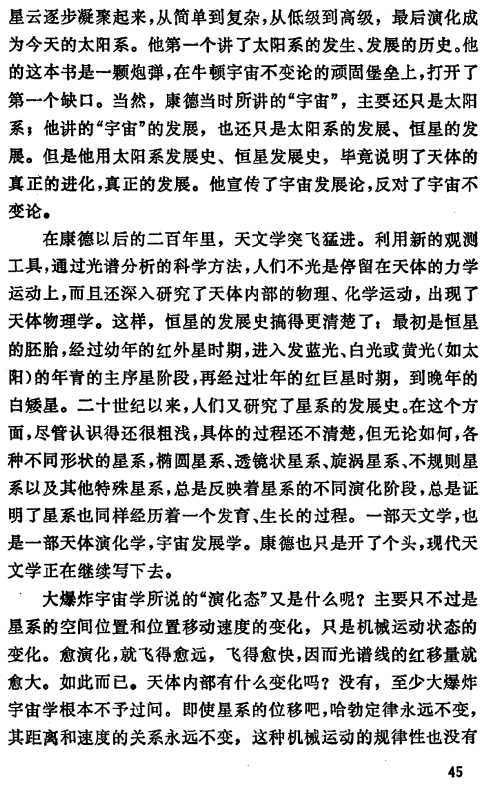 星云逐步凝聚起来,从简单到复杂,从低级到高级，最后演化成
为今天的太阳系。他第一个讲了太阳系的发生、发展的历史。他
的这本书是一颗炮弹,在牛顿宇宙不变论的顽固堡垒上,打开了
第一个缺口。当然，康德当时所讲的“宇宙”，主要还只是太阳
系；他讲的“宇宙”的发展，也还只是太阳系的发展、恒星的发
展。但是他用太阳系发展史、恒星发展史，毕竟说明了天体的
真正的进化,真正的发展。他宣传了宇宙发展论,反对了宇宙不
变论。
在康德以后的二百年里，天文学突飞猛进。利用新的观测
工具,通过光谱分析的科学方法,人们不光是停留在天体的力学
运动上,而且还深入研究了天体内部的物理、化学运动，出现了
天体物理学。这样，恒星的发展史搞得更清楚了：最初是恒星
的胚胎,经过幼年的红外星时期,进入发蓝光、白光或黄光(如太
阳)的年青的主序星阶段,再经过壮年的红巨星时期，到晚年的
白矮星。二十世纪以来,人们又研究了星系的发展史。在这个方
面,尽管认识得还很粗浅,具体的过程还不清楚,但无论如何,各
种不同形状的星系,椭圆星系、透镜状星系、旋涡星系、不规则星
系以及其他特殊星系,总是反映着星系的不同演化阶段,总是证
明了星系也同样经历着一个发育、生长的过程。一部天文学,也
是一部天体演化学,宇宙发展学。康德也只是开了个头,现代天
文学正在继续写下去。
大爆炸宇宙学所说的“演化态”又是什么呢？主要只不过是
星系的空间位置和位置移动速度的变化，只是机械运动状态的
变化。愈演化,就飞得愈远，飞得愈快,因而光谱线的红移量就
愈大。如此而已。天体内部有什么变化吗？没有，至少大爆炸
宇宙学根本不予过问。即使星系的位移吧,哈勃定律永远不变,
其距离和速度的关系永远不变，这种机械运动的规律性也没有
45